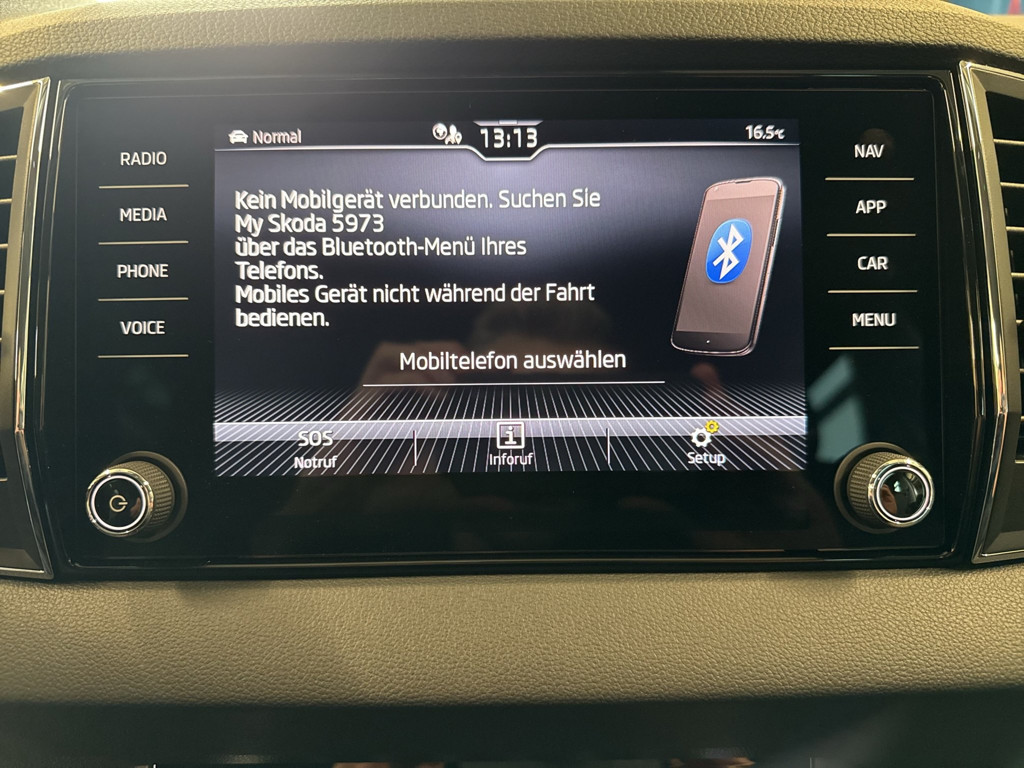 Normal
13:13
16.5°C
RADIO
MEDIA
PHONE
VOICE
Kein Mobilgerät verbunden. Suchen Sie
My Skoda 5973
über das Bluetooth-Menü Ihres
Telefons.
Mobiles Gerät nicht während der Fahrt
bedienen.
Mobiltelefon auswählen
SOS
Notruf
i
Inforuf
Setup
NAV
APP
CAR
MENU